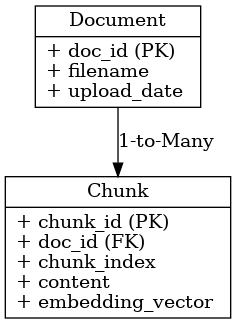 Document
+ doc_id (PK)
+ filename
+ upload_date
1-to-Many
Chunk
+ chunk_id (PK)
+ doc_id (FK)
+ chunk_index
+ content
+ embedding_vector